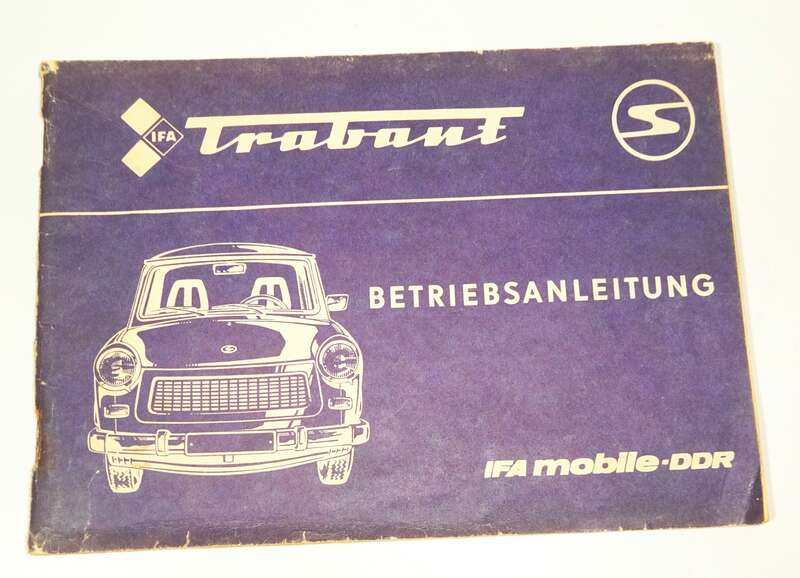 IFA Trabant S
BETRIEBSANLEITUNG
IFA mobile-DDR